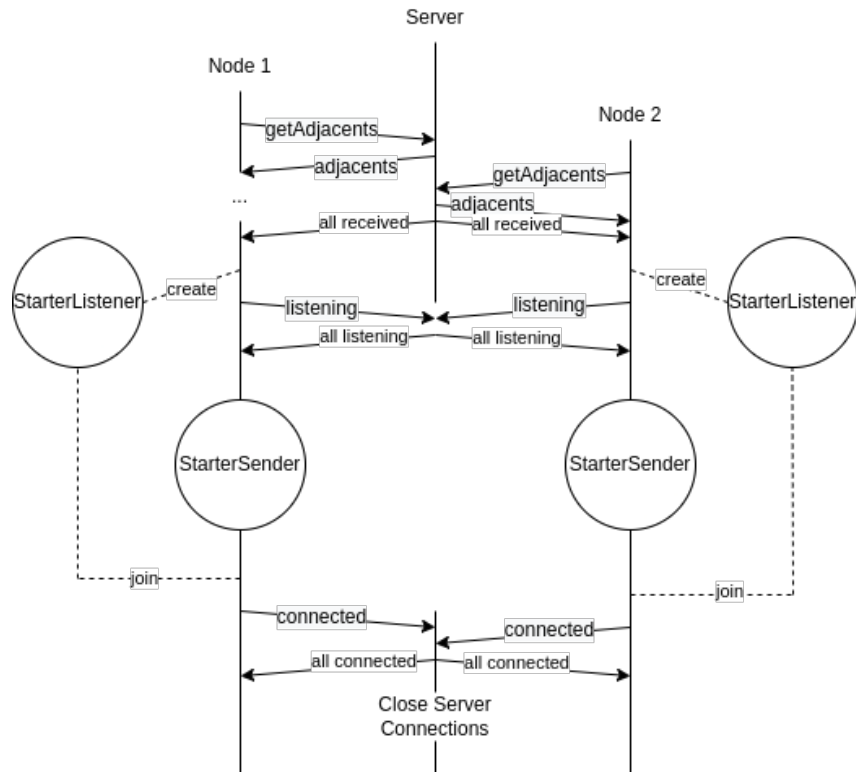 Server
Node 1
Node 2
getAdjacents
adjacents
getAdjacents
...
adjacents
all received
all received
create
create
StarterListener
StarterListener
listening
listening
all listening
all listening
StarterSender
StarterSender
join
join
connected
connected
all connected
all connected
Close Server
Connections